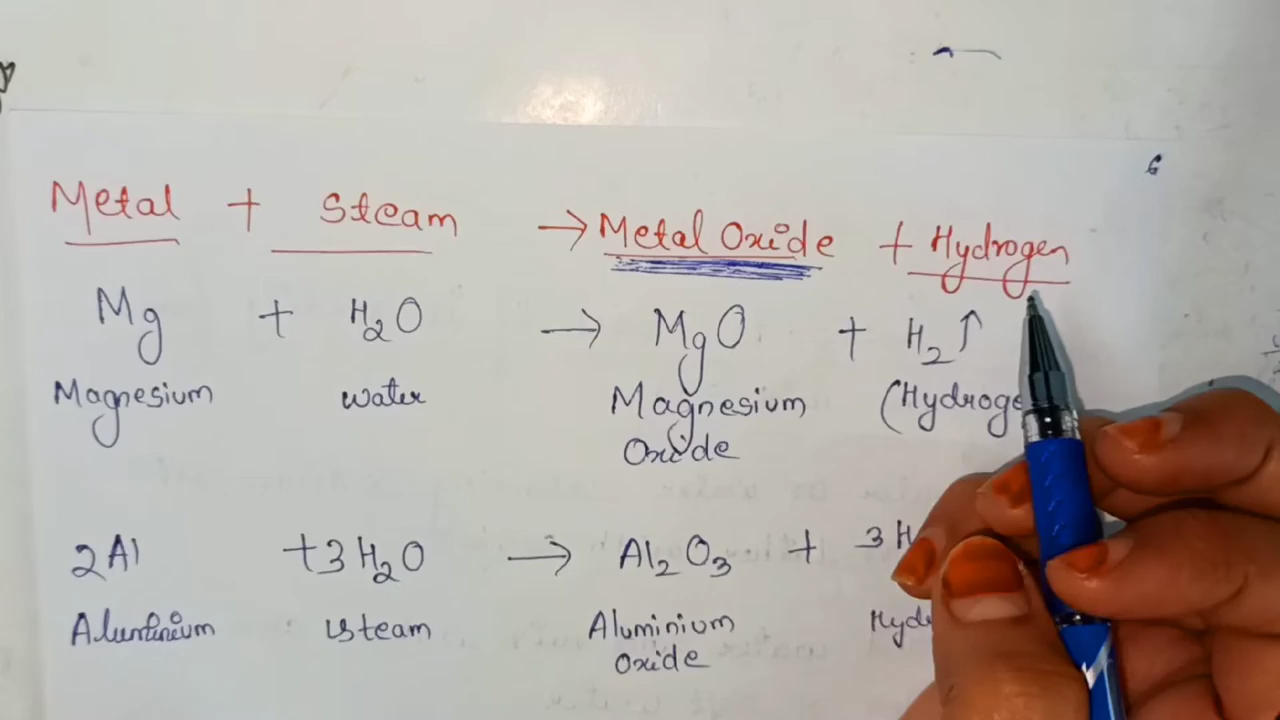 Metal + Steam → Metal Oxide + Hydrogen
Mg + H₂O → MgO + H₂↑
Magnesium water Magnesium (Hydroge
Oxide
2Al +3H₂O → Al₂O₃ + 3H
steam Aluminium Hyd
Oxide